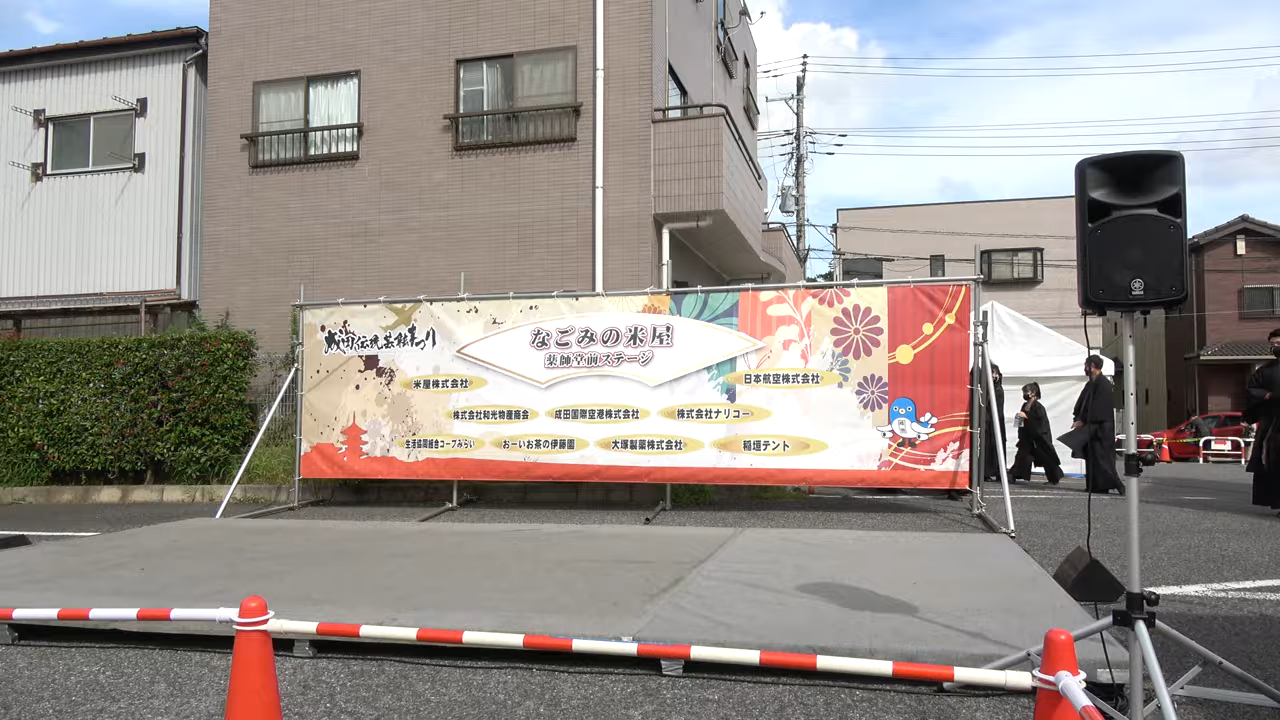 成田伝統芸能まつり
なごみの米屋
薬師堂前ステージ
米屋株式会社
日本航空株式会社
株式会社和光物産商会
成田国際空港株式会社
株式会社ナリコー
生活協同組合コープみらい
おーいお茶の伊藤園
大塚製薬株式会社
稲垣テント
YAMAHA